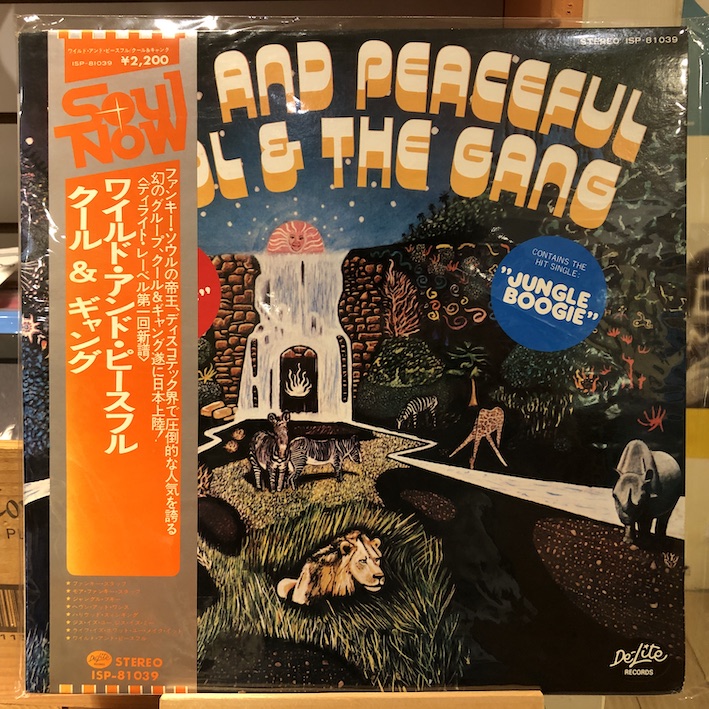 ワイルド・アンド・ピースフル/クール&ギャング
ISP-81039 ¥2,200
SOUL
NOW
ファンキー・ソウルの帝王、ディスコテック界で圧倒的な人気を誇る
幻のグループ、クール&ギャング遂に日本上陸!
<ディライト・レーベル第一回新譜>
ワイルド・アンド・ピースフル
クール & ギャング
De-Lite STEREO
ISP-81039
STEREO ISP-81039
AND PEACEFUL
OL & THE GANG
"
CONTAINS THE
HIT SINGLE:
"JUNGLE
BOOGIE"
De-Lite
RECORDS